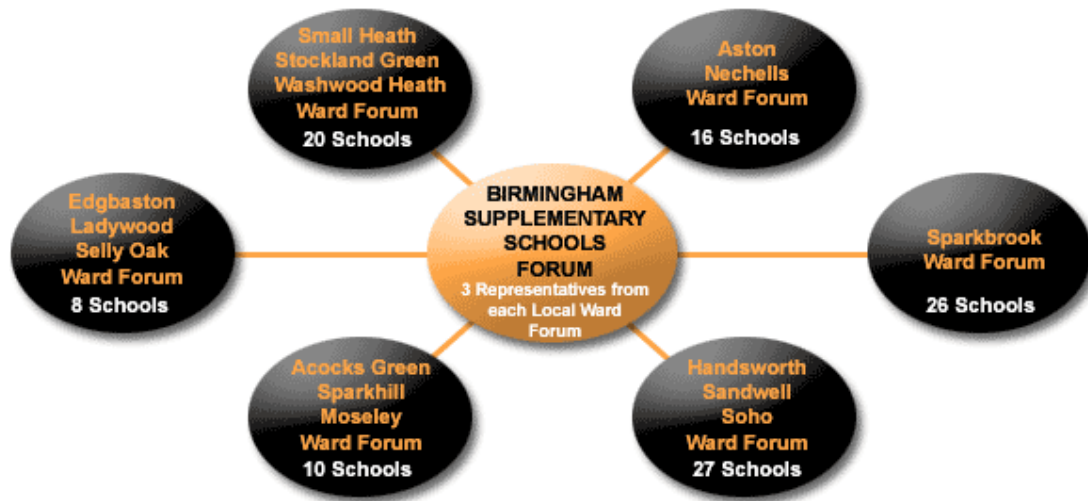 Small Heath
Stockland Green
Washwood Heath
Ward Forum
20 Schools
Aston
Nechells
Ward Forum
16 Schools
Edgbaston
Ladywood
Selly Oak
Ward Forum
8 Schools
BIRMINGHAM
SUPPLEMENTARY
SCHOOLS
FORUM
3 Representatives from
each Local Ward
Forum
Sparkbrook
Ward Forum
26 Schools
Acocks Green
Sparkhill
Moseley
Ward Forum
10 Schools
Handsworth
Sandwell
Soho
Ward Forum
27 Schools